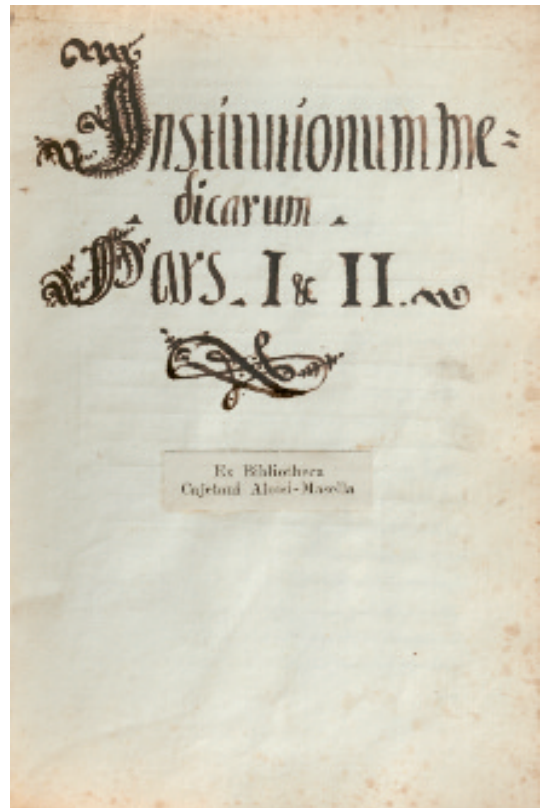 Institutionum me=
dicarum
Pars. I & II.
Ex Bibliotheca
Cajetani Aloisi-Masella